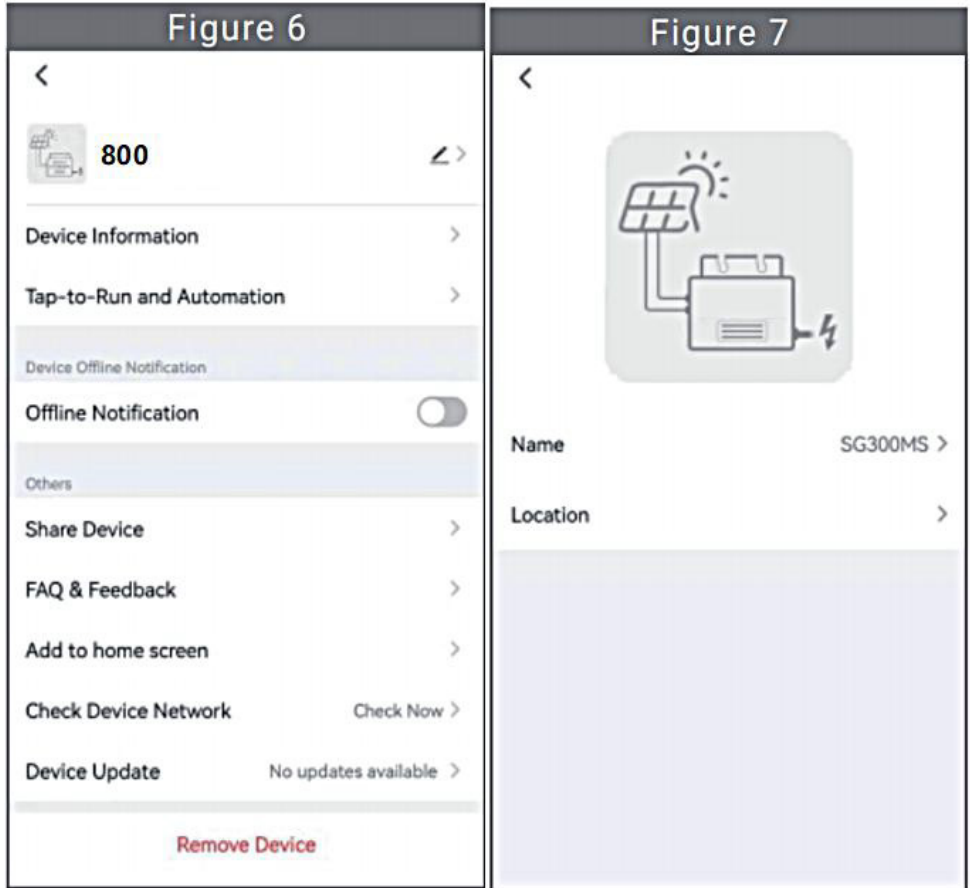 Figure 6
800
Device Information
Tap-to-Run and Automation
Device Offline Notification
Offline Notification
Others
Share Device
FAQ & Feedback
Add to home screen
Check Device Network Check Now
Device Update No updates available
Remove Device
Figure 7
Name SG300MS
Location